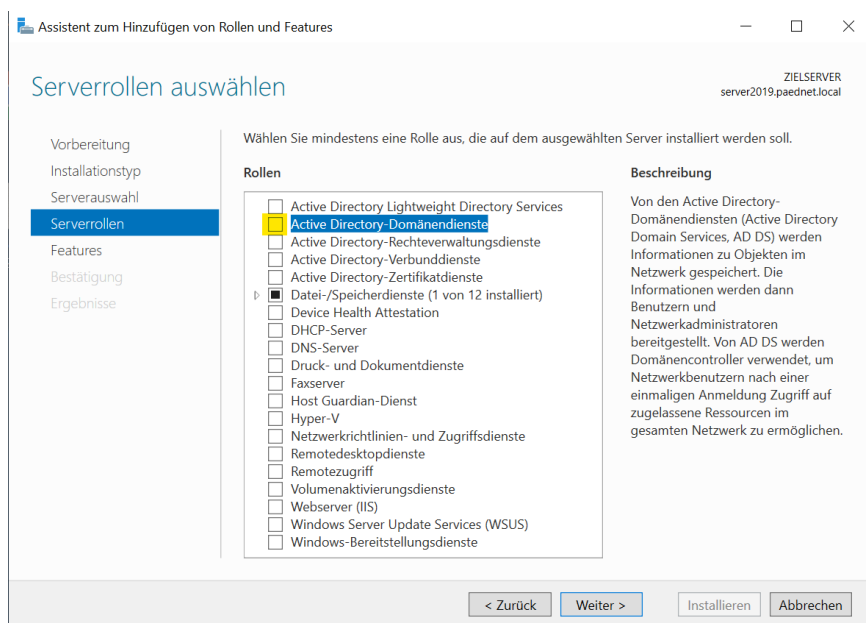 Assistent zum Hinzufügen von Rollen und Features
Serverrollen auswählen
ZIELSERVER
server2019.paednet.local
Vorbereitung
Installationstyp
Serverauswahl
Serverrollen
Features
Bestätigung
Ergebnisse
Wählen Sie mindestens eine Rolle aus, die auf dem ausgewählten Server installiert werden soll.
Rollen
Active Directory Lightweight Directory Services
Active Directory-Domänendienste
Active Directory-Rechteverwaltungsdienste
Active Directory-Verbunddienste
Active Directory-Zertifikatdienste
Datei-/Speicherdienste (1 von 12 installiert)
Device Health Attestation
DHCP-Server
DNS-Server
Druck- und Dokumentdienste
Faxserver
Host Guardian-Dienst
Hyper-V
Netzwerkrichtlinien- und Zugriffsdienste
Remotedesktopdienste
Remotezugriff
Volumenaktivierungsdienste
Webserver (IIS)
Windows Server Update Services (WSUS)
Windows-Bereitstellungsdienste
Beschreibung
Von den Active Directory-
Domänendiensten (Active Directory
Domain Services, AD DS) werden
Informationen zu Objekten im
Netzwerk gespeichert. Die
Informationen werden dann
Benutzern und
Netzwerkadministratoren
bereitgestellt. Von AD DS werden
Domänencontroller verwendet, um
Netzwerkbenutzern nach einer
einmaligen Anmeldung Zugriff auf
zugelassene Ressourcen im
gesamten Netzwerk zu ermöglichen.
< Zurück
Weiter >
Installieren
Abbrechen